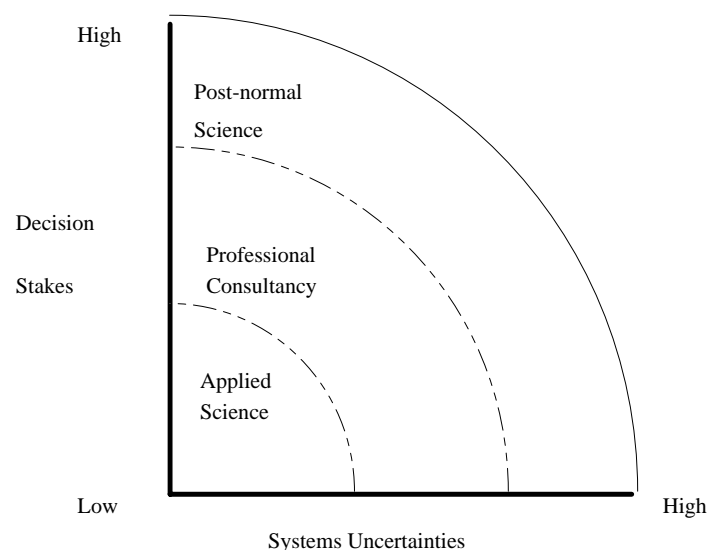 High
Post-normal
Science
Decision
Professional
Consultancy
Stakes
Applied
Science
Low
High
Systems Uncertainties